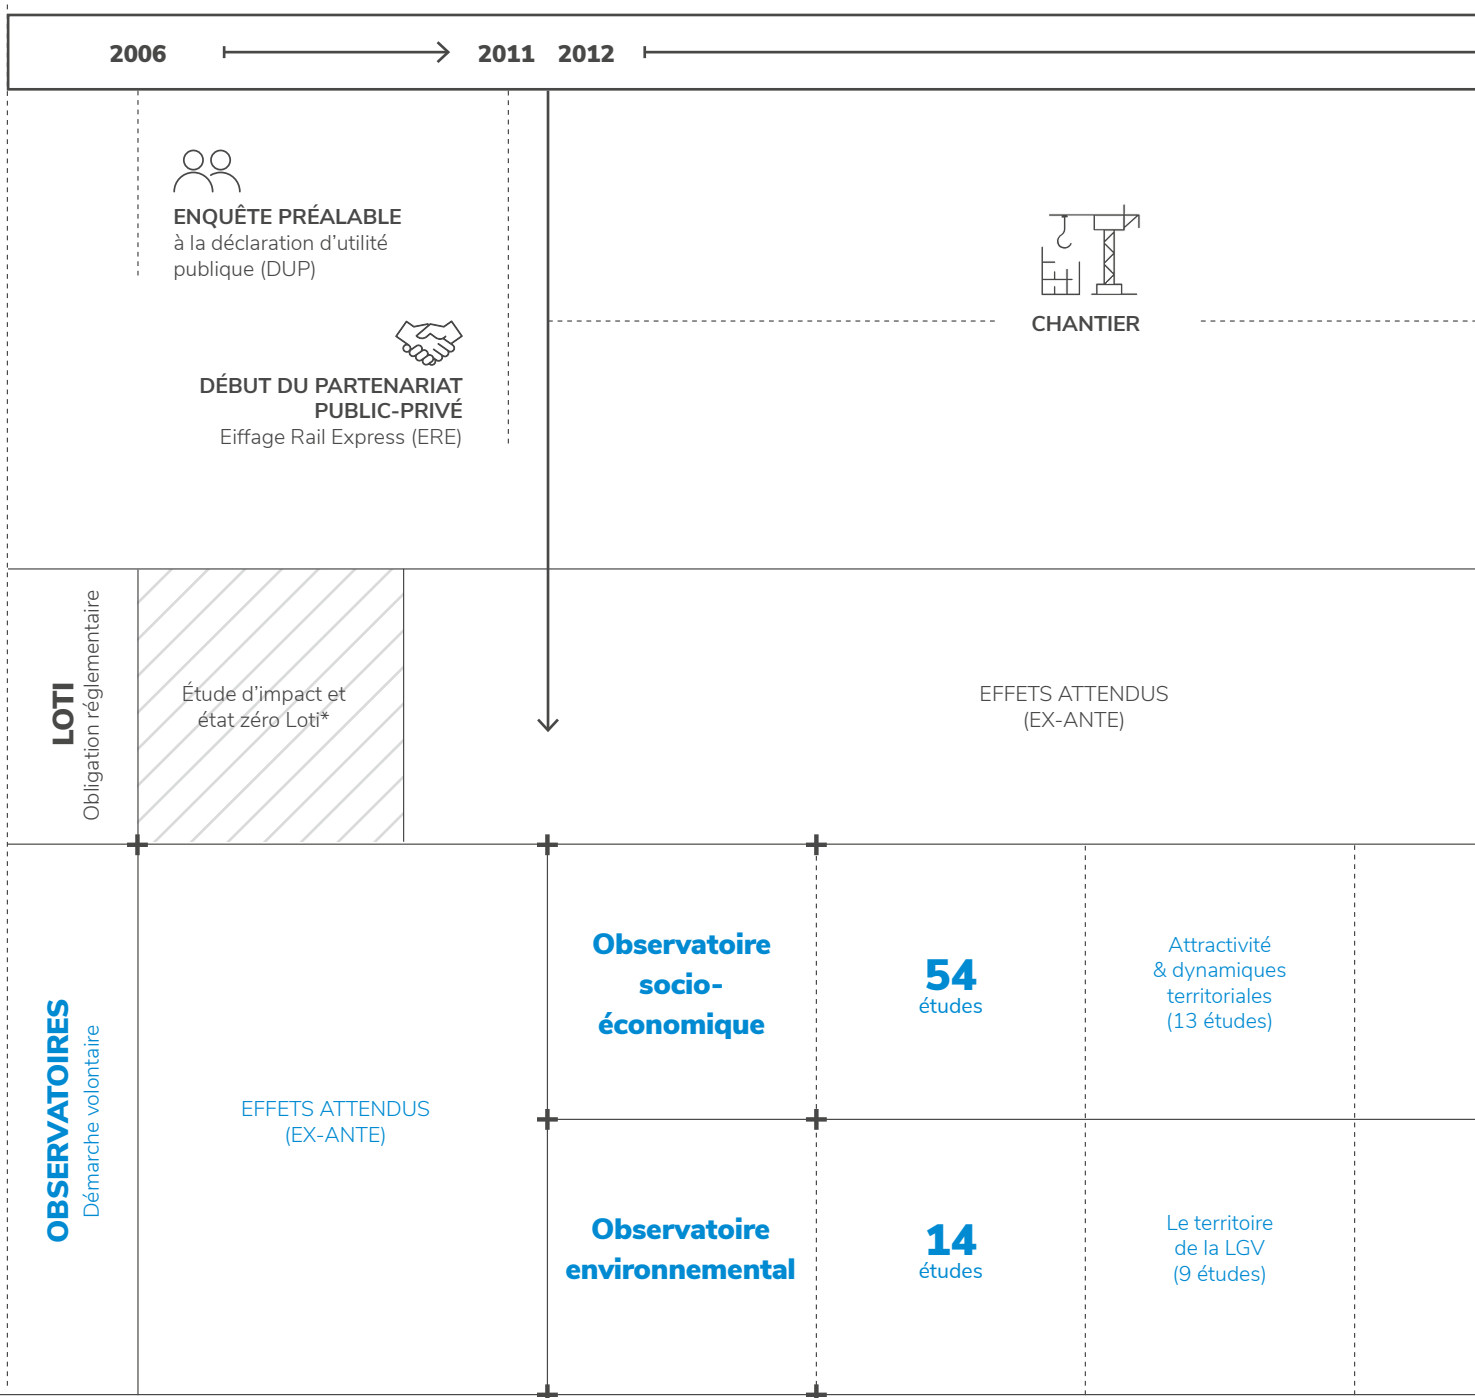 2006
2011
2012
ENQUÊTE PRÉALABLE
à la déclaration d'utilité
publique (DUP)
DÉBUT DU PARTENARIAT
PUBLIC-PRIVÉ
Eiffage Rail Express (ERE)
CHANTIER
LOTI
Obligation réglementaire
Étude d'impact et
état zéro Loti*
EFFETS ATTENDUS
(EX-ANTE)
OBSERVATOIRES
Démarche volontaire
EFFETS ATTENDUS
(EX-ANTE)
Observatoire
socio-
économique
54
études
Attractivité
& dynamiques
territoriales
(13 études)
Observatoire
environnemental
14
études
Le territoire
de la LGV
(9 études)